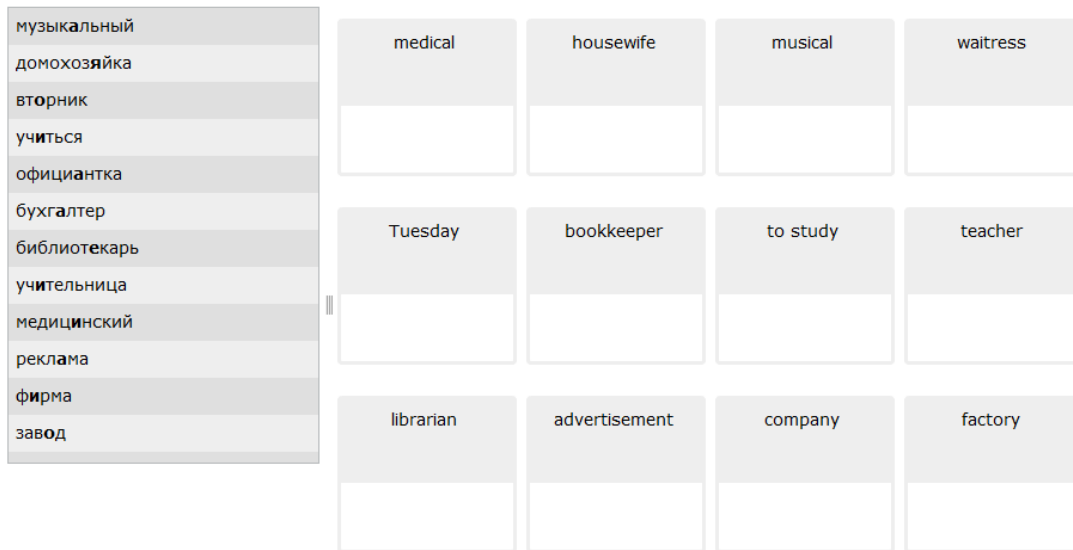 музыкальный
домохозяйка
вторник
учиться
официантка
бухгалтер
библиотекарь
учительница
медицинский
реклама
фирма
завод
medical housewife musical waitress
Tuesday bookkeeper to study teacher
librarian advertisement company factory